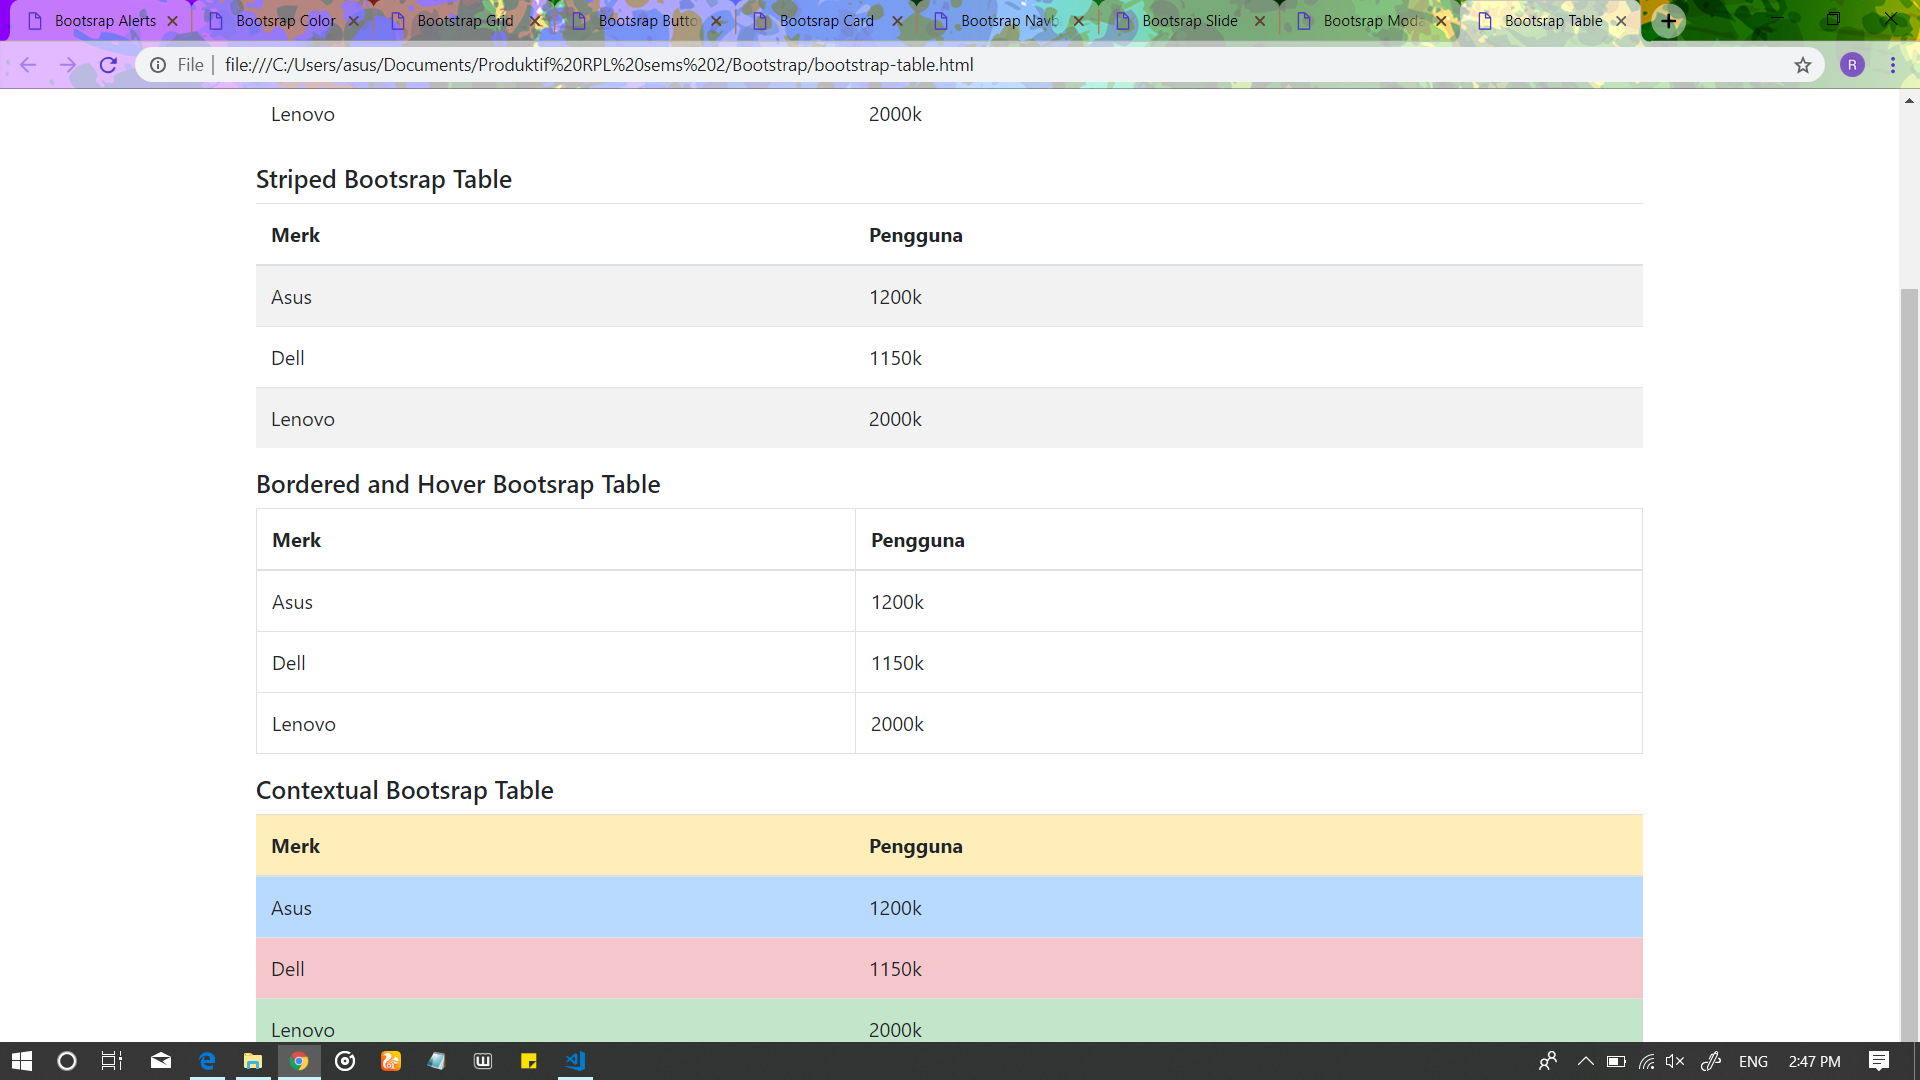 Bootsrap Alerts Bootsrap Color Bootstrap Grid Bootsrap Butto Bootsrap Card Bootsrap Navb Bootsrap Slide Bootsrap Moda Bootsrap Table
File | file:///C:/Users/asus/Documents/Produktif%20RPL%20sems%202/Bootstrap/bootstrap-table.html R
Lenovo 2000k
Striped Bootsrap Table
Merk Pengguna
Asus 1200k
Dell 1150k
Lenovo 2000k
Bordered and Hover Bootsrap Table
Merk Pengguna
Asus 1200k
Dell 1150k
Lenovo 2000k
Contextual Bootsrap Table
Merk Pengguna
Asus 1200k
Dell 1150k
Lenovo 2000k
ENG 2:47 PM